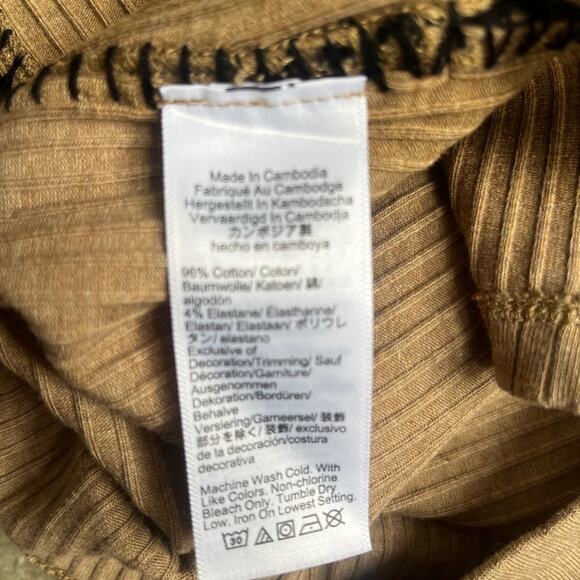 Made In Cambodia
Fabriqué Au Cambodge
Hergestellt In Kambodscha
Vervaardigd In Cambodja
カンボジア製
hecho en camboya
96% Cotton/ Coton/
Baumwolle/ Katoen/ 綿/
algodón
4% Elastane/ Élasthanne/
Elastan/ Elastaan/ ポリウレ
タン/ elastano
Exclusive of
Decoration/Trimming/ Sauf
Décoration/Garniture/
Ausgenommen
Dekoration/Bordüren/
Behalve
Versiering/Garneersel/ 装飾
部分を除く/ 装飾/ exclusivo
de la decoración/costura
decorativa
Machine Wash Cold. With
Like Colors. Non-chlorine
Bleach Only. Tumble Dry
Low. Iron On Lowest Setting.
30